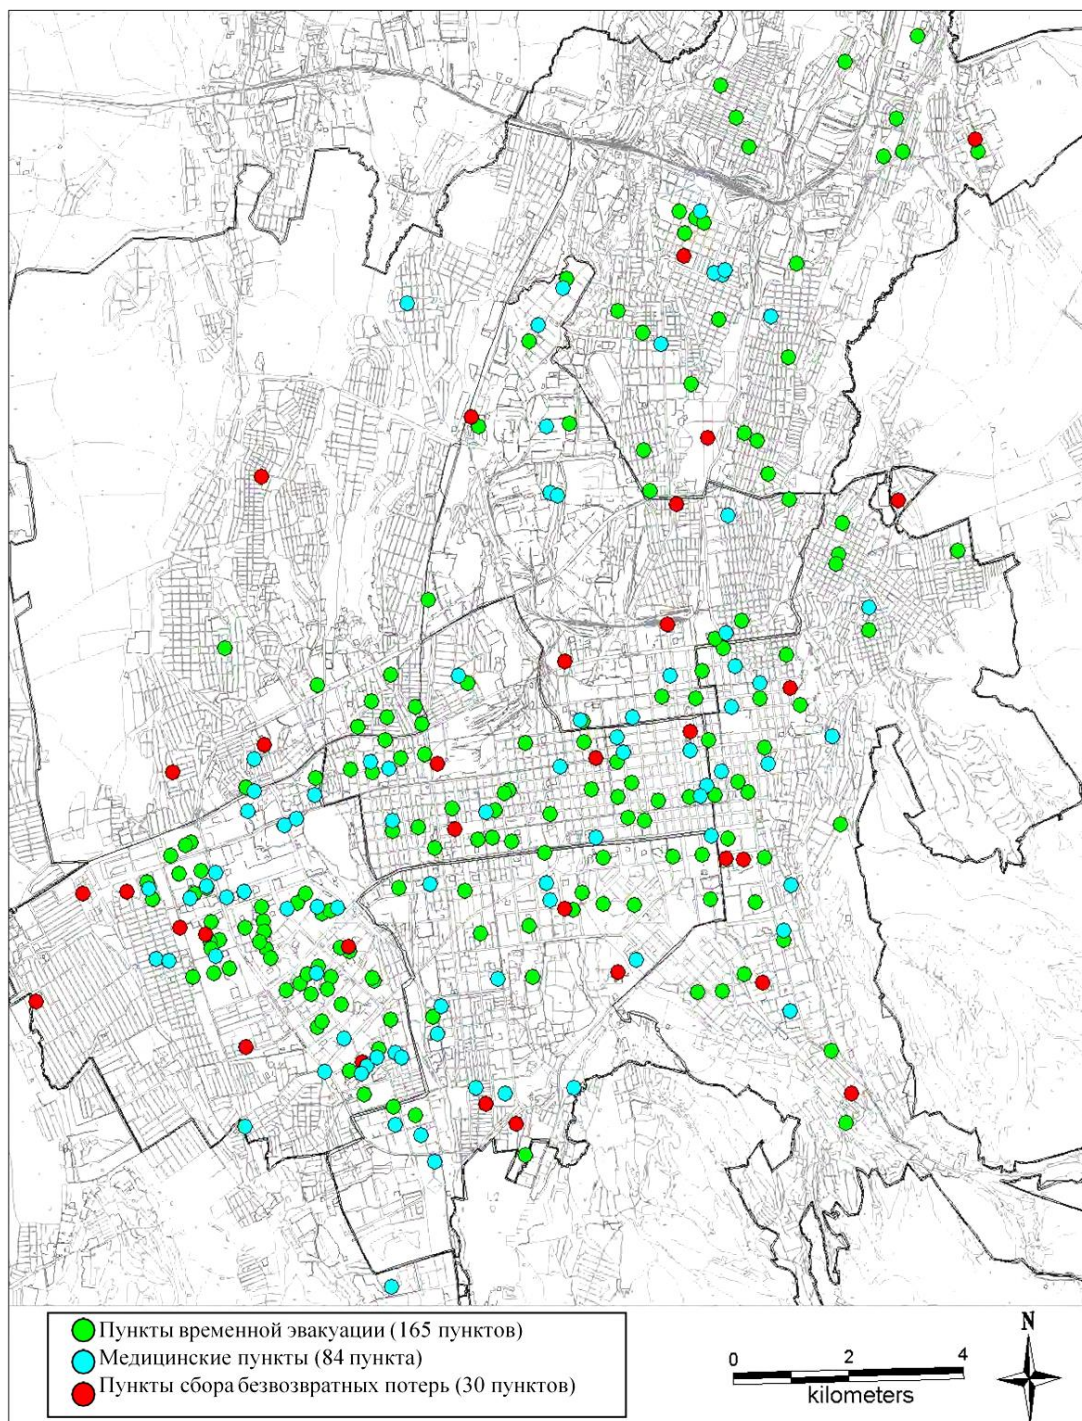 Пункты временной эвакуации (165 пунктов)
Медицинские пункты (84 пункта)
Пункты сбора безвозвратных потерь (30 пунктов)
N
0 2 4
kilometers